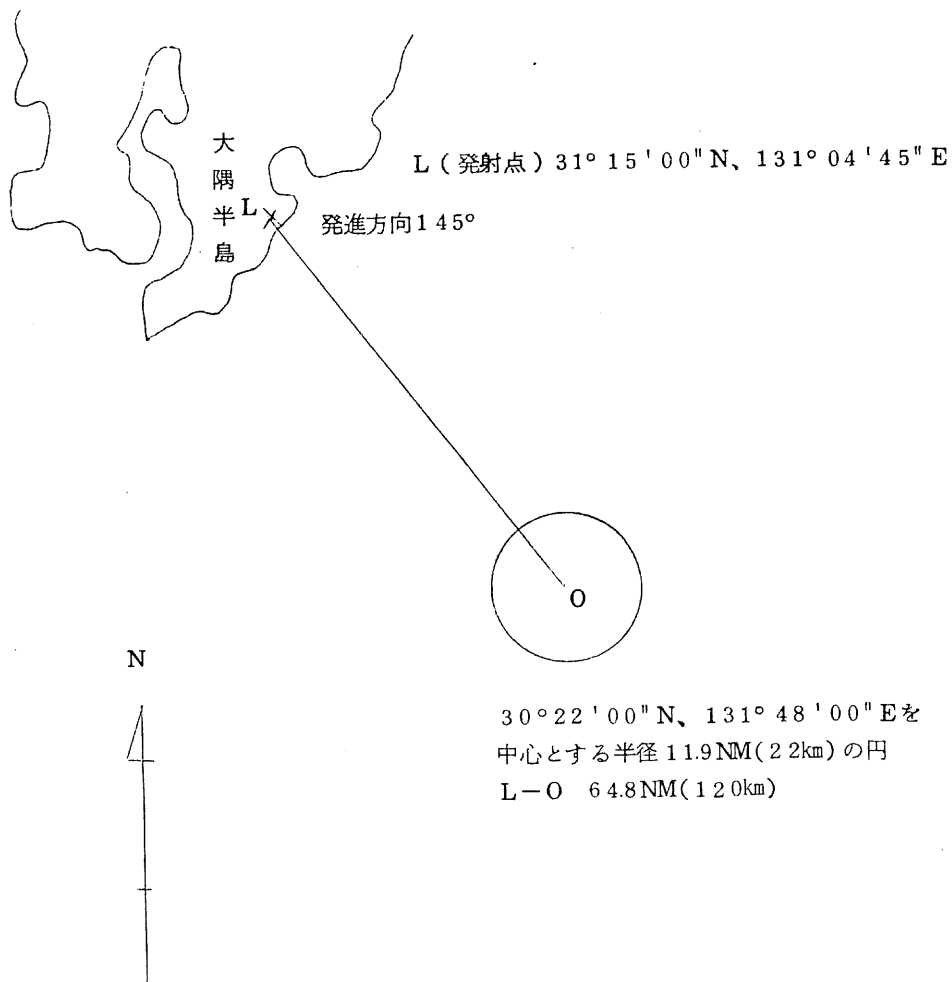 大隅半島
L（発射点）31°15'00"N、131°04'45"E
L
発進方向145°
O
N
30°22'00"N、131°48'00"Eを
中心とする半径11.9NM(22km)の円
L－O 64.8NM(120km)